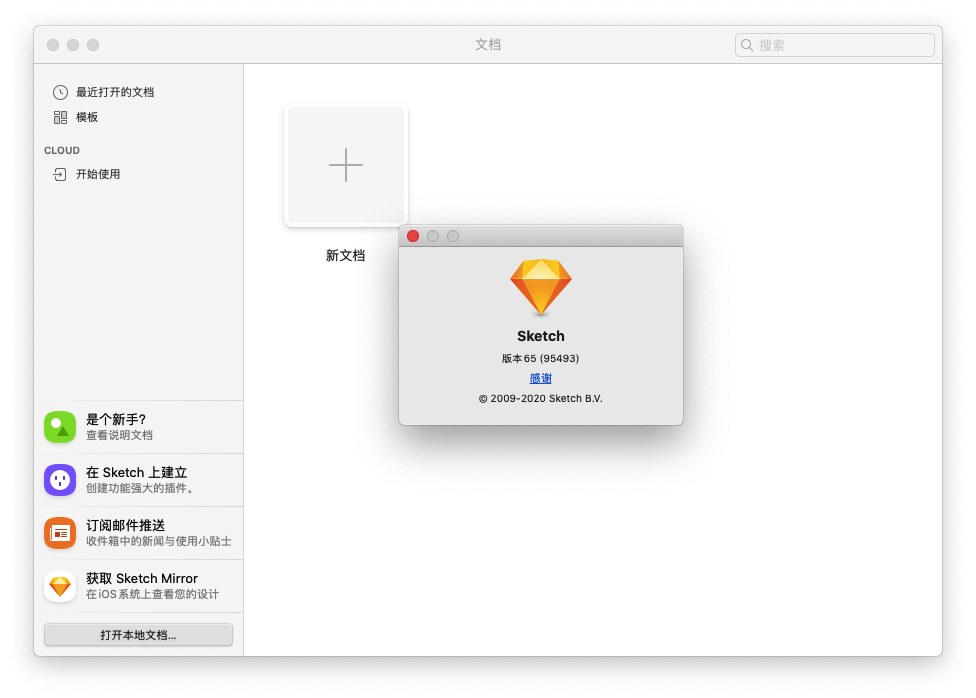 文档
搜索
最近打开的文档
模板
CLOUD
开始使用
新文档
Sketch
版本 65 (95493)
感谢
© 2009-2020 Sketch B.V.
是个新手?
查看说明文档
在 Sketch 上建立
创建功能强大的插件。
订阅邮件推送
收件箱中的新闻与使用小贴士
获取 Sketch Mirror
在 iOS 系统上查看您的设计
打开本地文档...